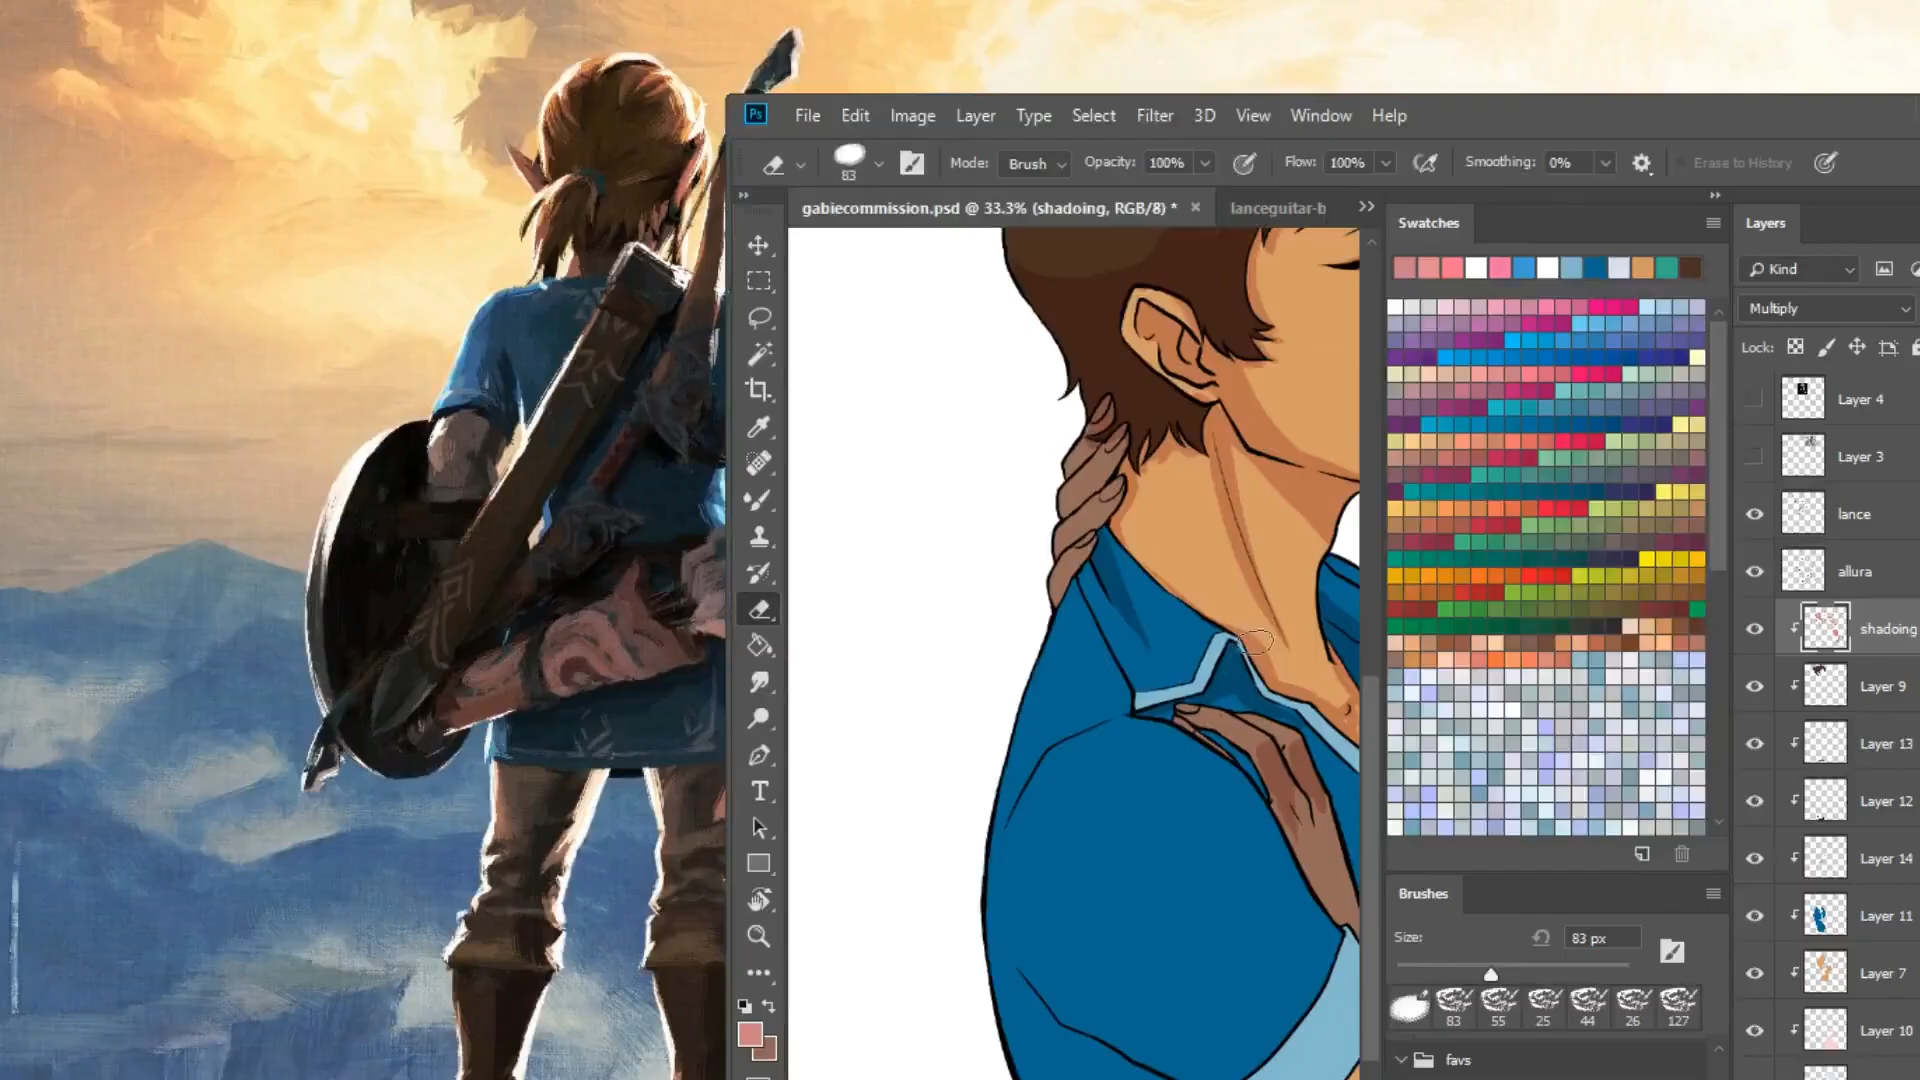 Ps File Edit Image Layer Type Select Filter 3D View Window Help
83 Mode: Brush Opacity: 100% Flow: 100% Smoothing: 0% Erase to History
gabiecommission.psd @ 33.3% (shadoing, RGB/8) * lanceguitar-b
Swatches
Layers
Kind
Multiply
Lock:
Layer 4
Layer 3
lance
allura
shadoing
Layer 9
Layer 13
Layer 12
Layer 14
Layer 11
Layer 7
Layer 10
Brushes
Size: 83 px
83 55 25 44 26 127
favs